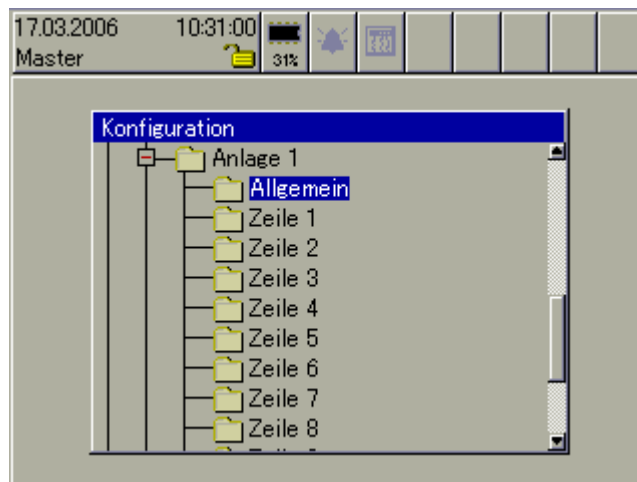 17.03.2006 10:31:00
Master 31%
Konfiguration
Anlage 1
Allgemein
Zeile 1
Zeile 2
Zeile 3
Zeile 4
Zeile 5
Zeile 6
Zeile 7
Zeile 8